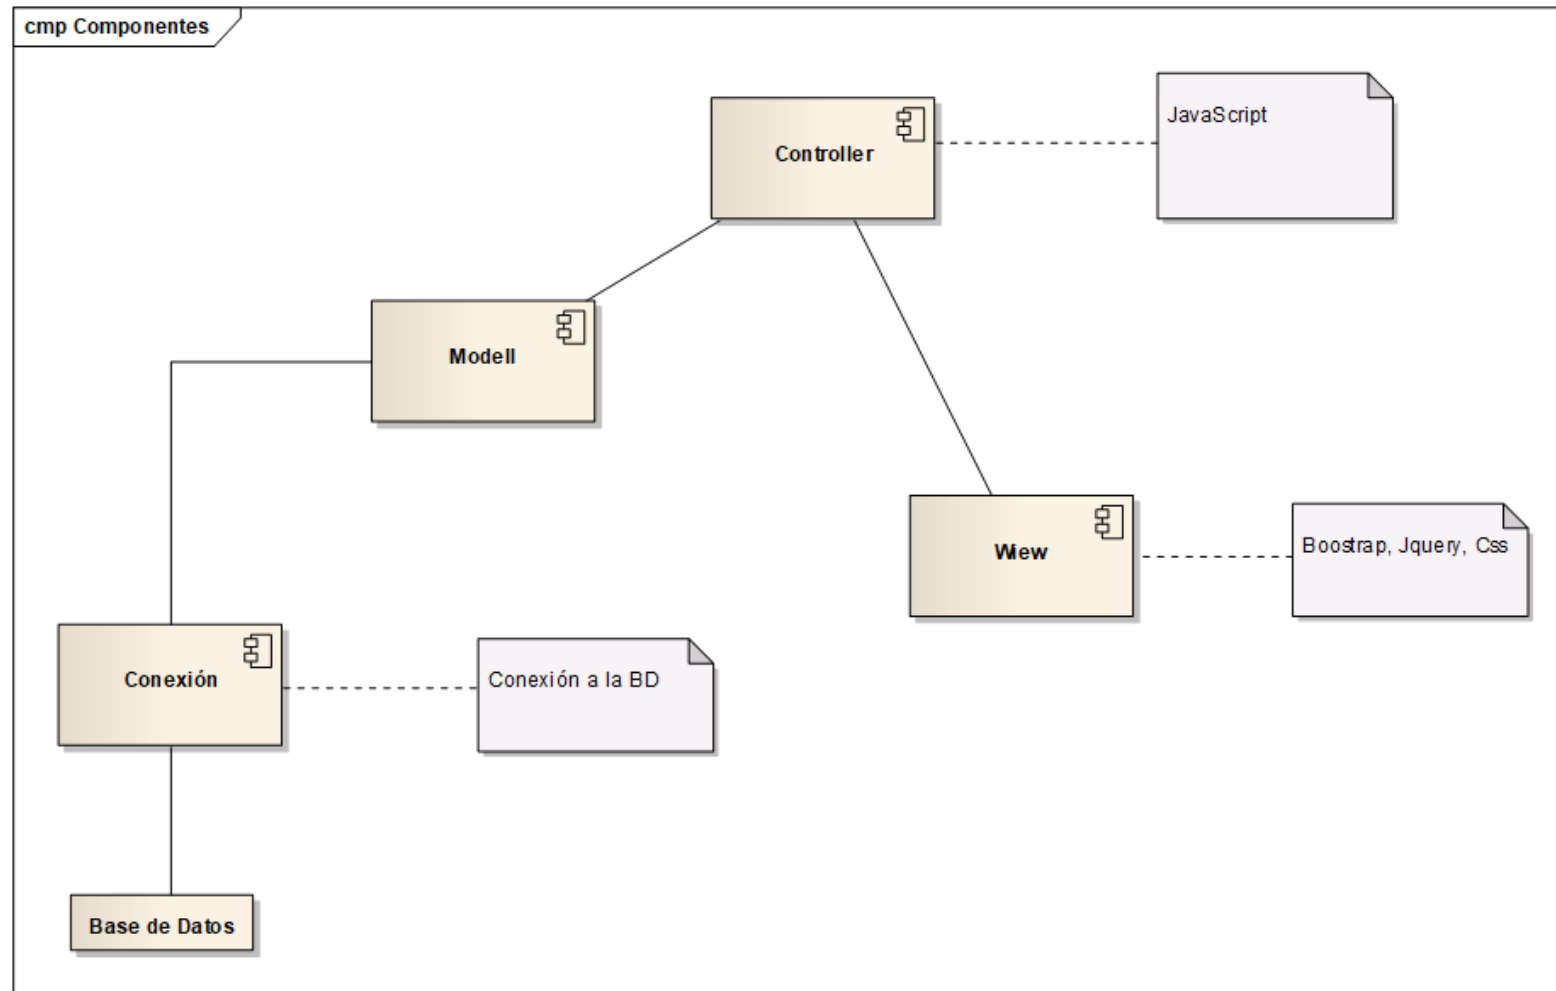 cmp Componentes
Controller
JavaScript
Modell
Wiew
Boostrap, Jquery, Css
Conexión
Conexión a la BD
Base de Datos